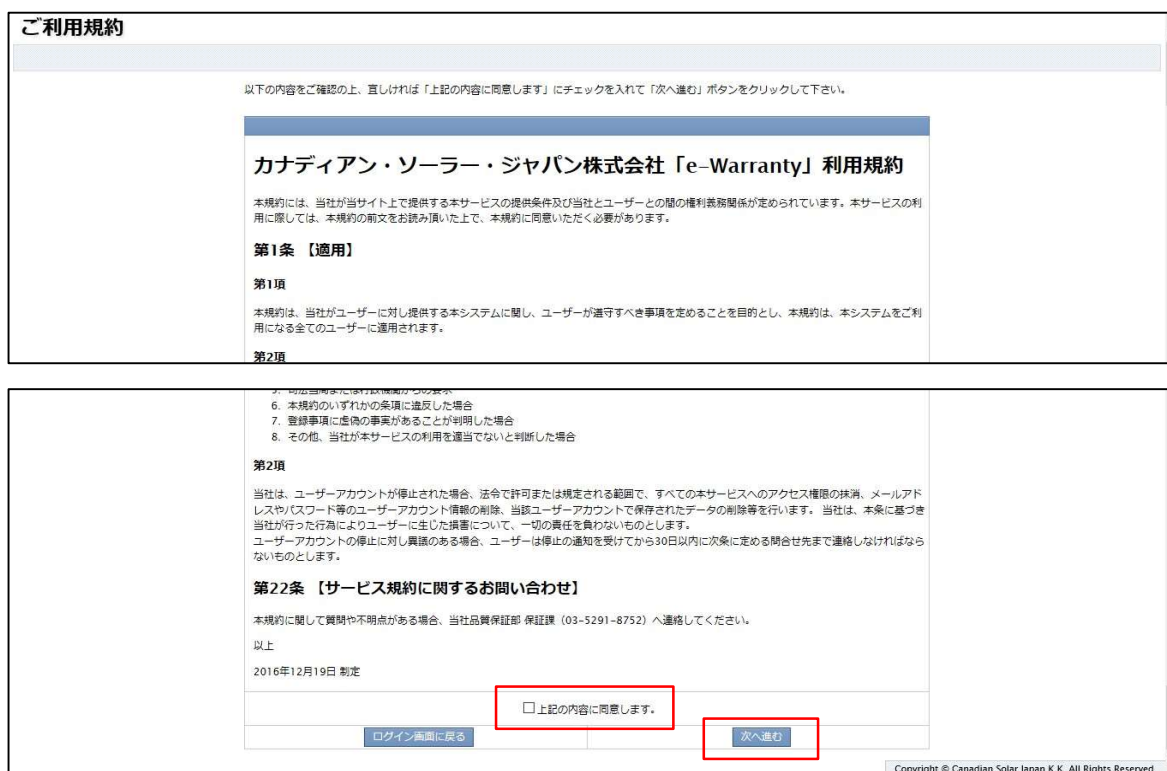 ご利用規約
以下の内容をご確認の上、宜しければ「上記の内容に同意します」にチェックを入れて「次へ進む」ボタンをクリックして下さい。
カナディアン・ソーラー・ジャパン株式会社「e-Warranty」利用規約
本規約には、当社が当サイト上で提供する本サービスの提供条件及び当社とユーザーとの間の権利義務関係が定められています。本サービスの利
用に際しては、本規約の前文をお読み頂いた上で、本規約に同意いただく必要があります。
第1条 【適用】
第1項
本規約は、当社がユーザーに対し提供する本システムに関し、ユーザーが遵守すべき事項を定めることを目的とし、本規約は、本システムをご利
用になる全てのユーザーに適用されます。
第2項
5. 司法当局または行政機関からの要求
6. 本規約のいずれかの条項に違反した場合
7. 登録事項に虚偽の事実があることが判明した場合
8. その他、当社が本サービスの利用を適当でないと判断した場合
第2項
当社は、ユーザーアカウントが停止された場合、法令で許可または規定される範囲で、すべての本サービスへのアクセス権限の抹消、メールアド
レスやパスワード等のユーザーアカウント情報の削除、当該ユーザーアカウントで保存されたデータの削除等を行います。 当社は、本条に基づき
当社が行った行為によりユーザーに生じた損害について、一切の責任を負わないものとします。
ユーザーアカウントの停止に対し異議のある場合、ユーザーは停止の通知を受けてから30日以内に次条に定める問合せ先まで連絡しなければなら
ないものとします。
第22条 【サービス規約に関するお問い合わせ】
本規約に関して質問や不明点がある場合、当社品質保証部 保証課（03-5291-8752）へ連絡してください。
以上
2016年12月19日 制定
上記の内容に同意します。
ログイン画面に戻る
次へ進む
Copyright © Canadian Solar Japan K.K. All Rights Reserved.